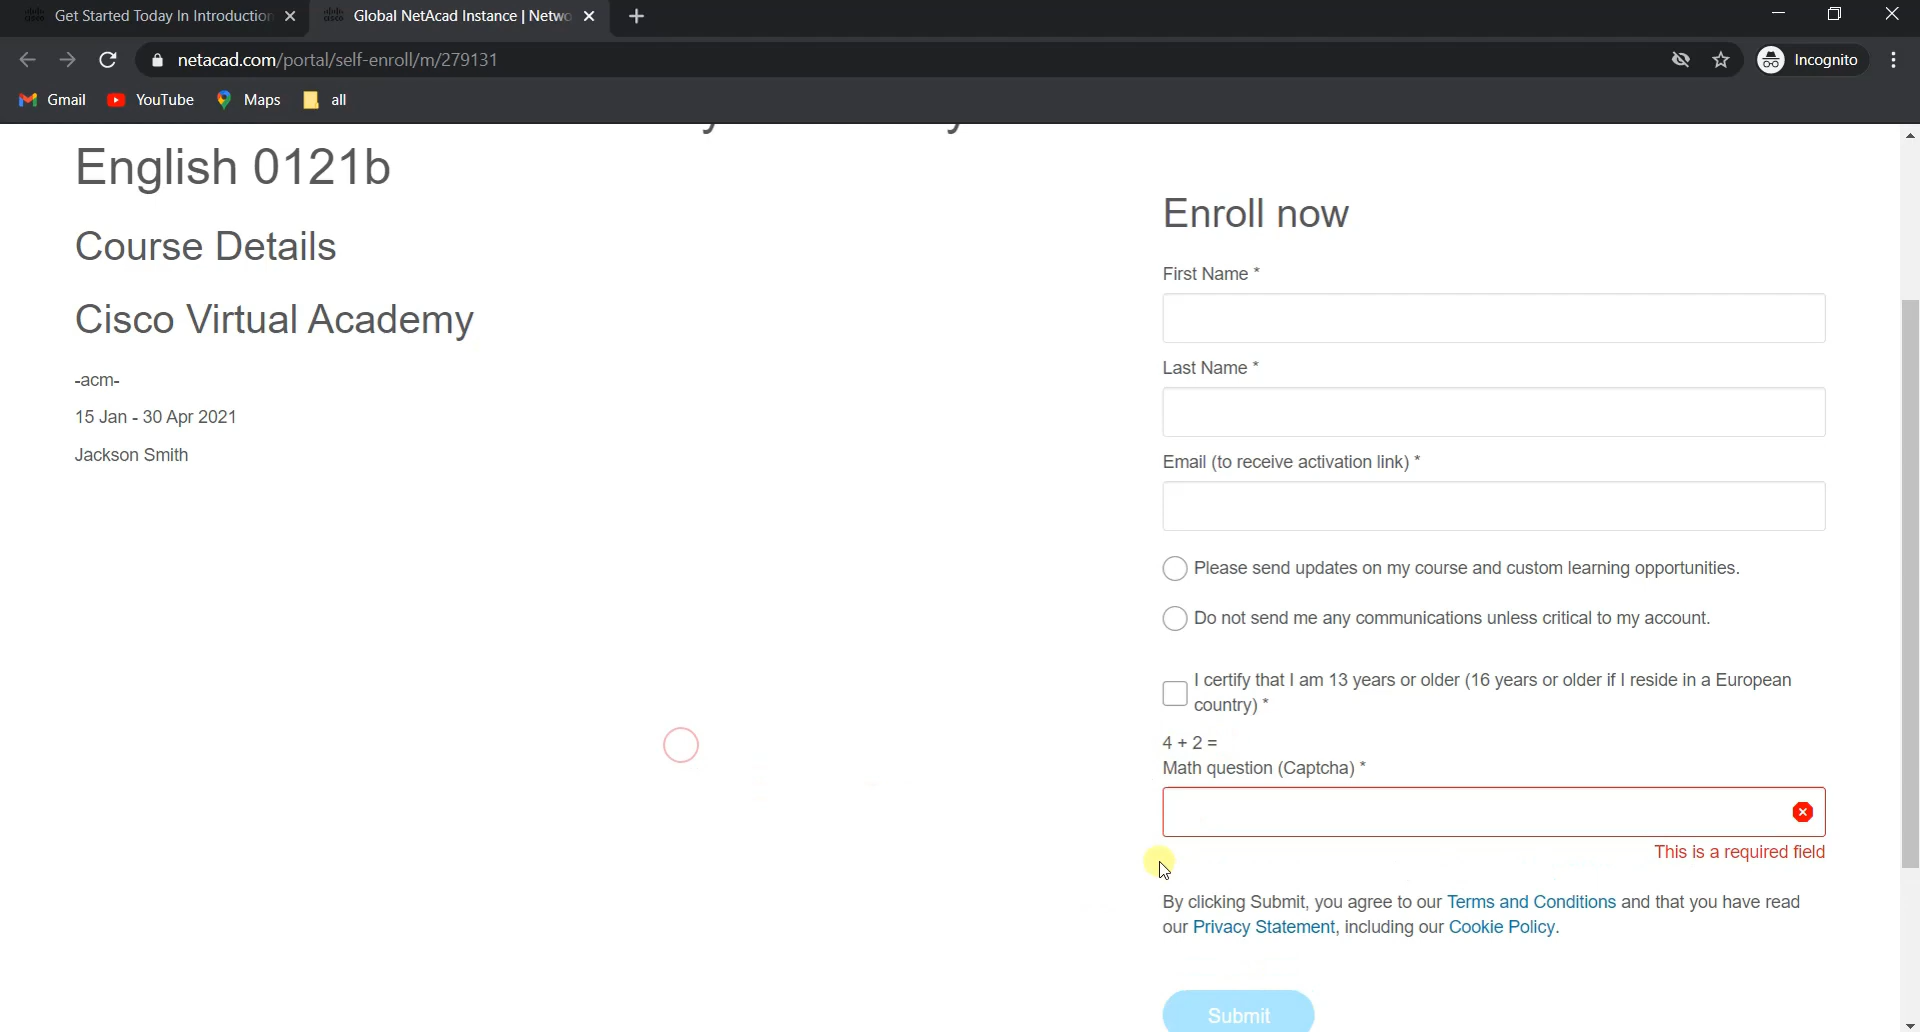 Get Started Today In Introduction
Global NetAcad Instance | Netwo
netacad.com/portal/self-enroll/m/279131
Incognito
Gmail
YouTube
Maps
all
English 0121b
Course Details
Cisco Virtual Academy
-acm-
15 Jan - 30 Apr 2021
Jackson Smith
Enroll now
First Name *
Last Name *
Email (to receive activation link) *
Please send updates on my course and custom learning opportunities.
Do not send me any communications unless critical to my account.
I certify that I am 13 years or older (16 years or older if I reside in a European
country) *
4 + 2 =
Math question (Captcha) *
This is a required field
By clicking Submit, you agree to our Terms and Conditions and that you have read
our Privacy Statement, including our Cookie Policy.
Submit